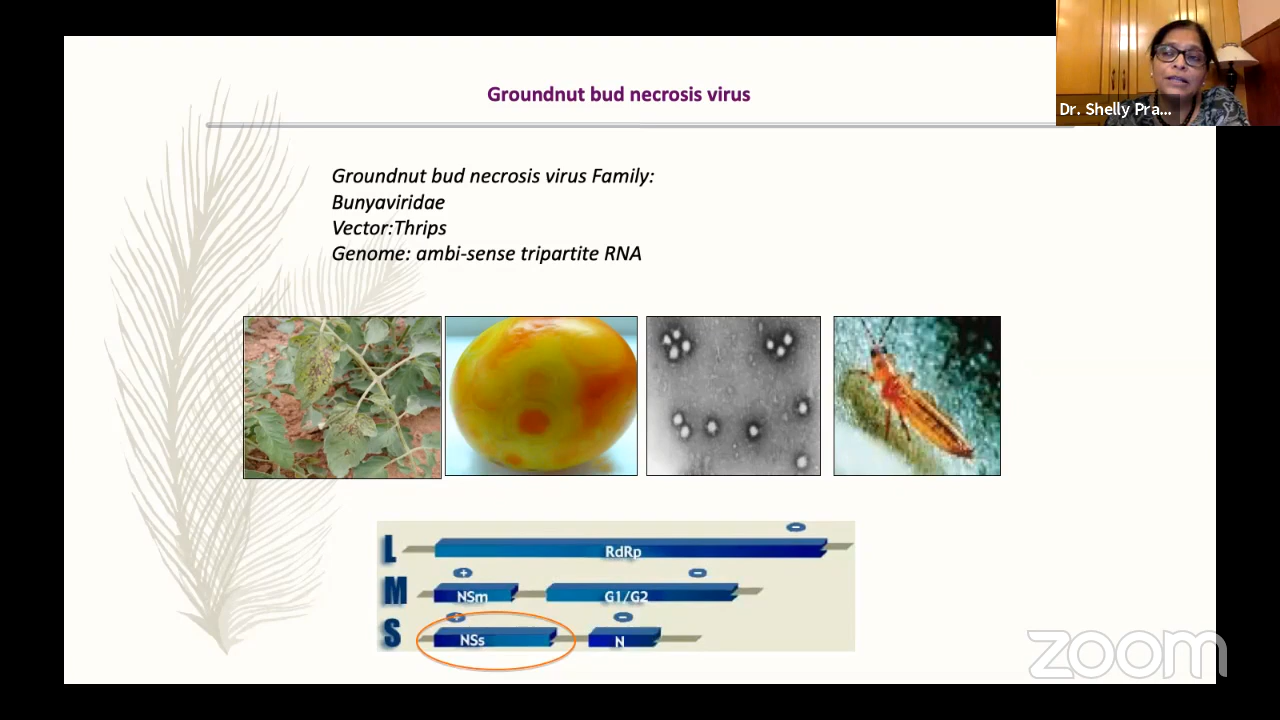 Groundnut bud necrosis virus
Dr. Shelly Pra...
Groundnut bud necrosis virus Family:
Bunyaviridae
Vector:Thrips
Genome: ambi-sense tripartite RNA
L RdRp −
M + NSm − G1/G2
S + NSs − N
zoom